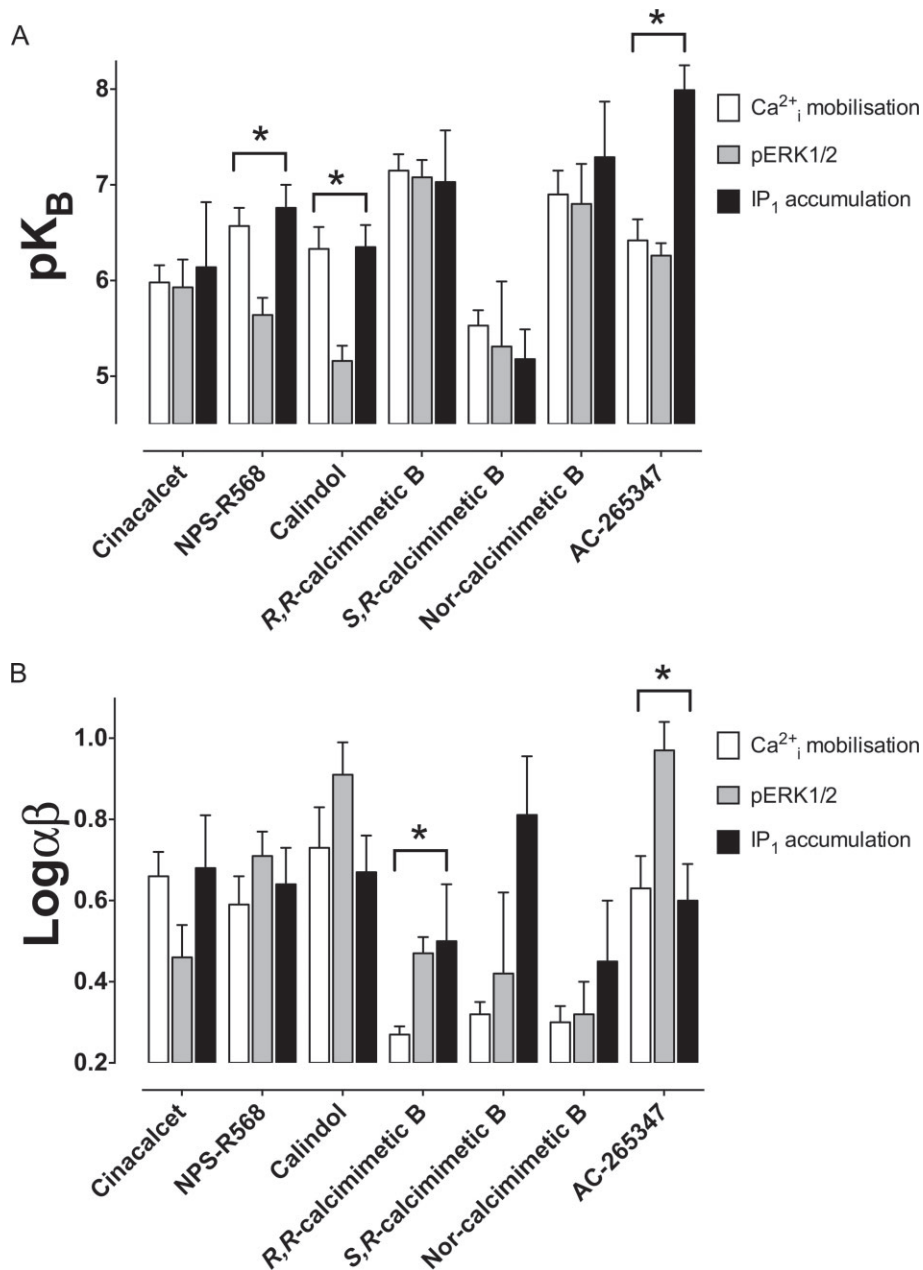 A
*
8
Ca²⁺ᵢ mobilisation
*
pERK1/2
*
7
IP₁ accumulation
pK_B
6
5
Cinacalcet
NPS-R568
Calindol
R,R-calcimimetic B
S,R-calcimimetic B
Nor-calcimimetic B
AC-265347
B
*
1.0
Ca²⁺ᵢ mobilisation
pERK1/2
0.8
*
IP₁ accumulation
Logαβ
0.6
0.4
0.2
Cinacalcet
NPS-R568
Calindol
R,R-calcimimetic B
S,R-calcimimetic B
Nor-calcimimetic B
AC-265347